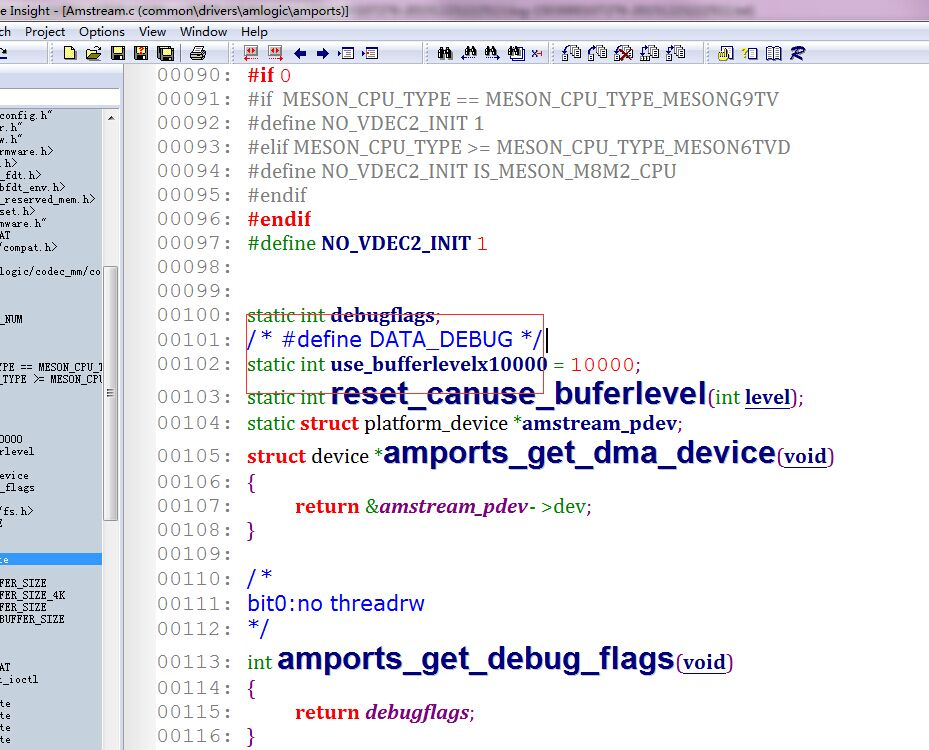 e Insight - [Amstream.c (common\drivers\amlogic\amports)]
ch Project Options View Window Help
config.h"
r.h"
w.h"
rmware.h>
.h>
_fdt.h>
bfdt_env.h>
_reserved_mem.h>
set.h>
mware.h"
AT
/compat.h>
logic/codec_mm/co
_NUM
YPE == MESON_CPU_T
_TYPE >= MESON_CPU
0000
rlevel
evice
_flags
/fs.h>
E
te
FER_SIZE
FER_SIZE_4K
FER_SIZE
BUFFER_SIZE
AT
t_ioctl
te
te
te
te
00090: #if 0
00091: #if MESON_CPU_TYPE == MESON_CPU_TYPE_MESONG9TV
00092: #define NO_VDEC2_INIT 1
00093: #elif MESON_CPU_TYPE >= MESON_CPU_TYPE_MESON6TVD
00094: #define NO_VDEC2_INIT IS_MESON_M8M2_CPU
00095: #endif
00096: #endif
00097: #define NO_VDEC2_INIT 1
00098:
00099:
00100: static int debugflags;
00101: /* #define DATA_DEBUG */
00102: static int use_bufferlevelx10000 = 10000;
00103: static int reset_canuse_buferlevel(int level);
00104: static struct platform_device *amstream_pdev;
00105: struct device *amports_get_dma_device(void)
00106: {
00107: return &amstream_pdev- >dev;
00108: }
00109:
00110: /*
00111: bit0:no threadrw
00112: */
00113: int amports_get_debug_flags(void)
00114: {
00115: return debugflags;
00116: }